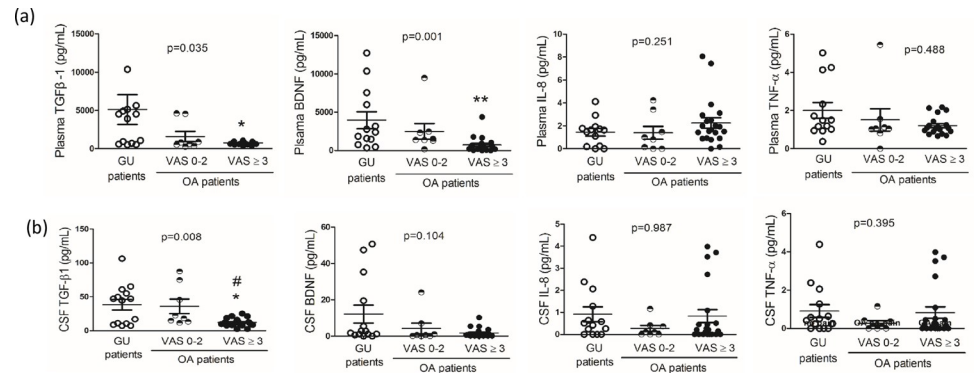 (a)
Plasma TGFβ -1 (pg/mL)
15000
10000
5000
0
p=0.035
*
GU patients
VAS 0-2
VAS ≥ 3
OA patients
Plasma BDNF (pg/mL)
15000
10000
5000
0
p=0.001
**
GU patients
VAS 0-2
VAS ≥ 3
OA patients
Plasma IL-8 (pg/mL)
10
8
6
4
2
0
p=0.251
GU patients
VAS 0-2
VAS ≥ 3
OA patients
Plasma TNF-α (pg/mL)
6
4
2
0
p=0.488
GU patients
VAS 0-2
VAS ≥ 3
OA patients
(b)
CSF TGF-β1 (pg/mL)
150
100
50
0
p=0.008
#
*
GU patients
VAS 0-2
VAS ≥ 3
OA patients
CSF BDNF (pg/mL)
60
40
20
0
p=0.104
GU patients
VAS 0-2
VAS ≥ 3
OA patients
CSF IL-8 (pg/mL)
5
4
3
2
1
0
p=0.987
GU patients
VAS 0-2
VAS ≥ 3
OA patients
CSF TNF-α (pg/mL)
6
4
2
0
p=0.395
GU patients
VAS 0-2
VAS ≥ 3
OA patients